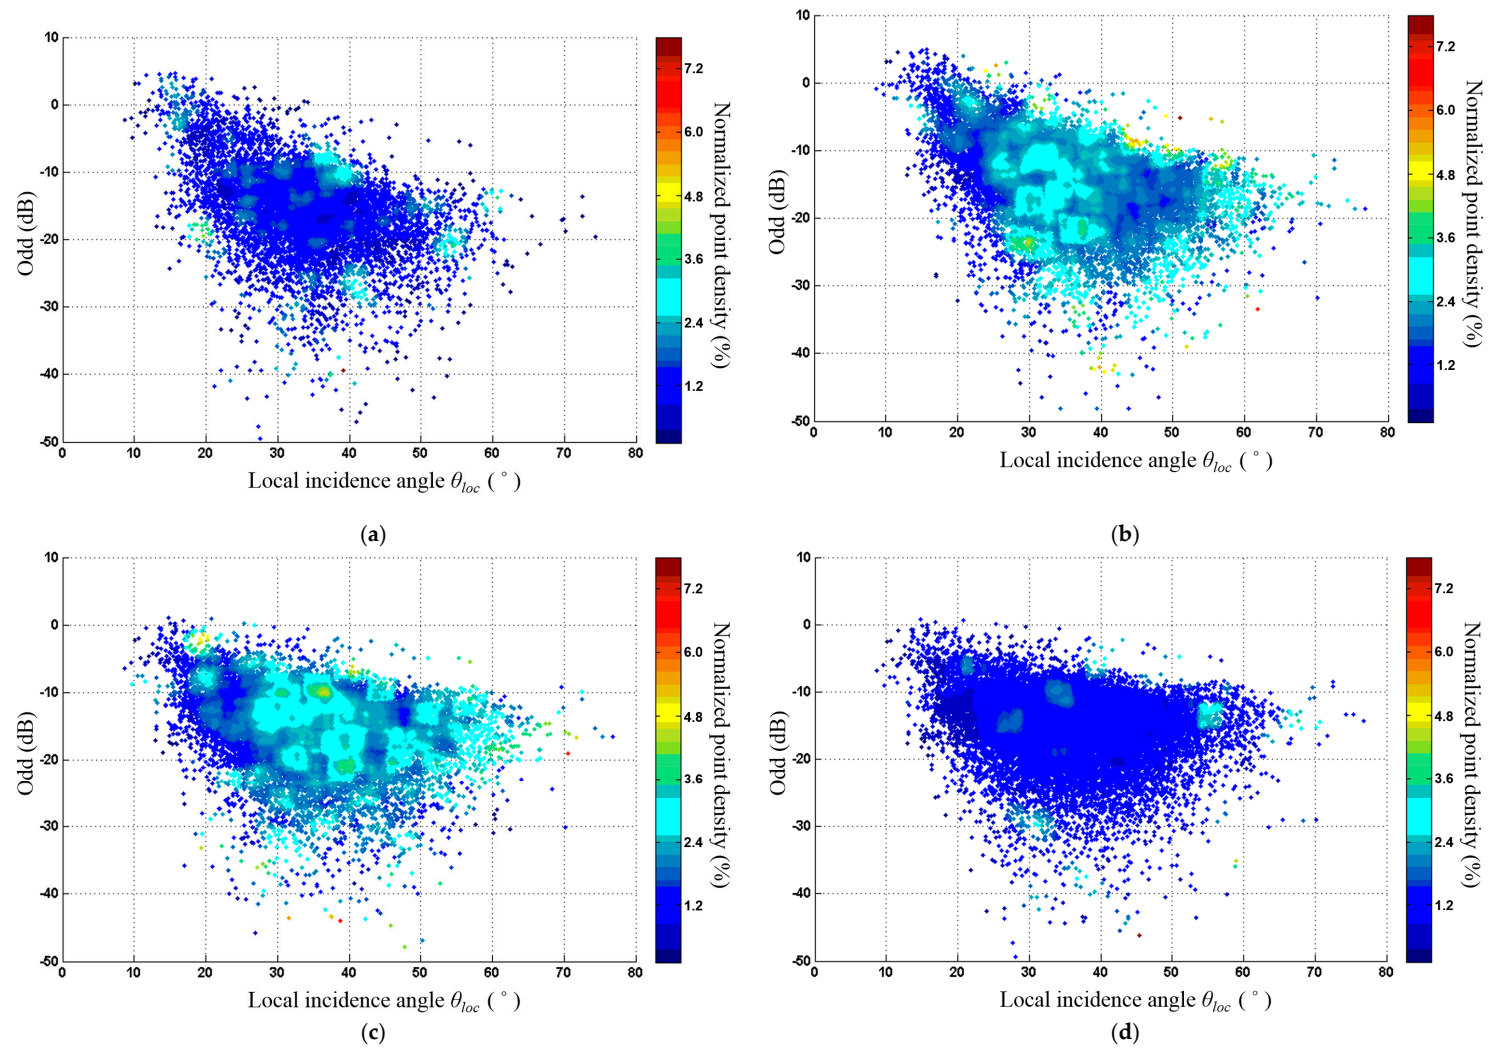 10
0
-10
-20
-30
-40
-50
Odd (dB)
0 10 20 30 40 50 60 70 80
Local incidence angle θloc ( ° )
7.2
6.0
4.8
3.6
2.4
1.2
Normalized point density (%)
(a)
10
0
-10
-20
-30
-40
-50
Odd (dB)
0 10 20 30 40 50 60 70 80
Local incidence angle θloc ( ° )
7.2
6.0
4.8
3.6
2.4
1.2
Normalized point density (%)
(b)
10
0
-10
-20
-30
-40
-50
Odd (dB)
0 10 20 30 40 50 60 70 80
Local incidence angle θloc ( ° )
7.2
6.0
4.8
3.6
2.4
1.2
Normalized point density (%)
(c)
10
0
-10
-20
-30
-40
-50
Odd (dB)
0 10 20 30 40 50 60 70 80
Local incidence angle θloc ( ° )
7.2
6.0
4.8
3.6
2.4
1.2
Normalized point density (%)
(d)